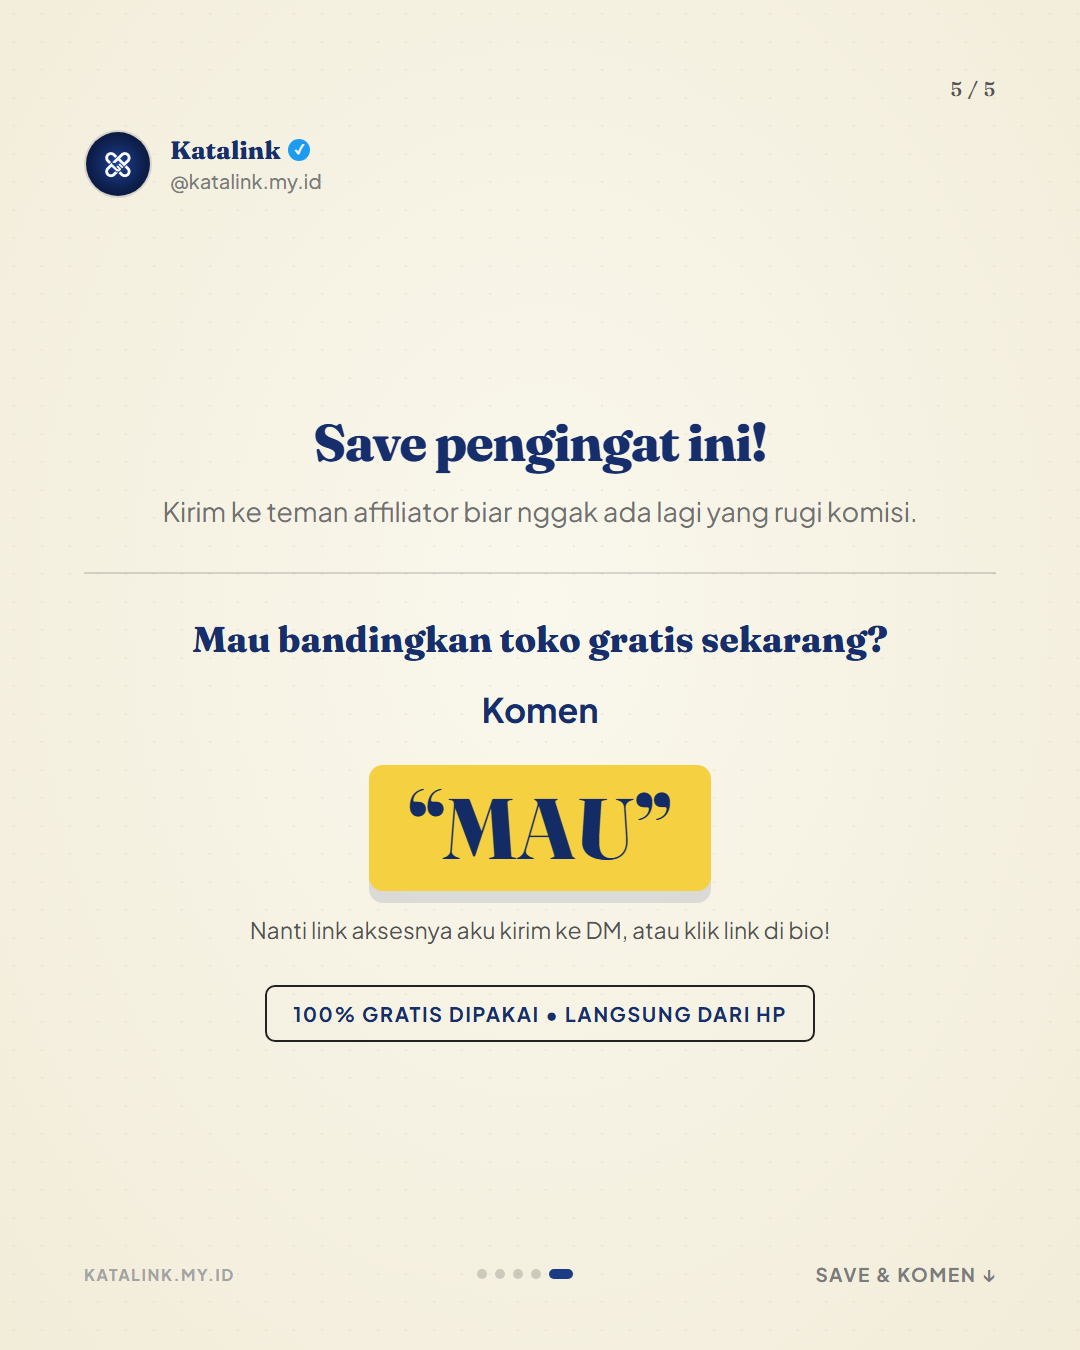 5 / 5
Katalink
@katalink.my.id
Save pengingat ini!
Kirim ke teman affiliator biar nggak ada lagi yang rugi komisi.
Mau bandingkan toko gratis sekarang?
Komen
“MAU”
Nanti link aksesnya aku kirim ke DM, atau klik link di bio!
100% GRATIS DIPAKAI • LANGSUNG DARI HP
KATALINK.MY.ID
SAVE & KOMEN ↓